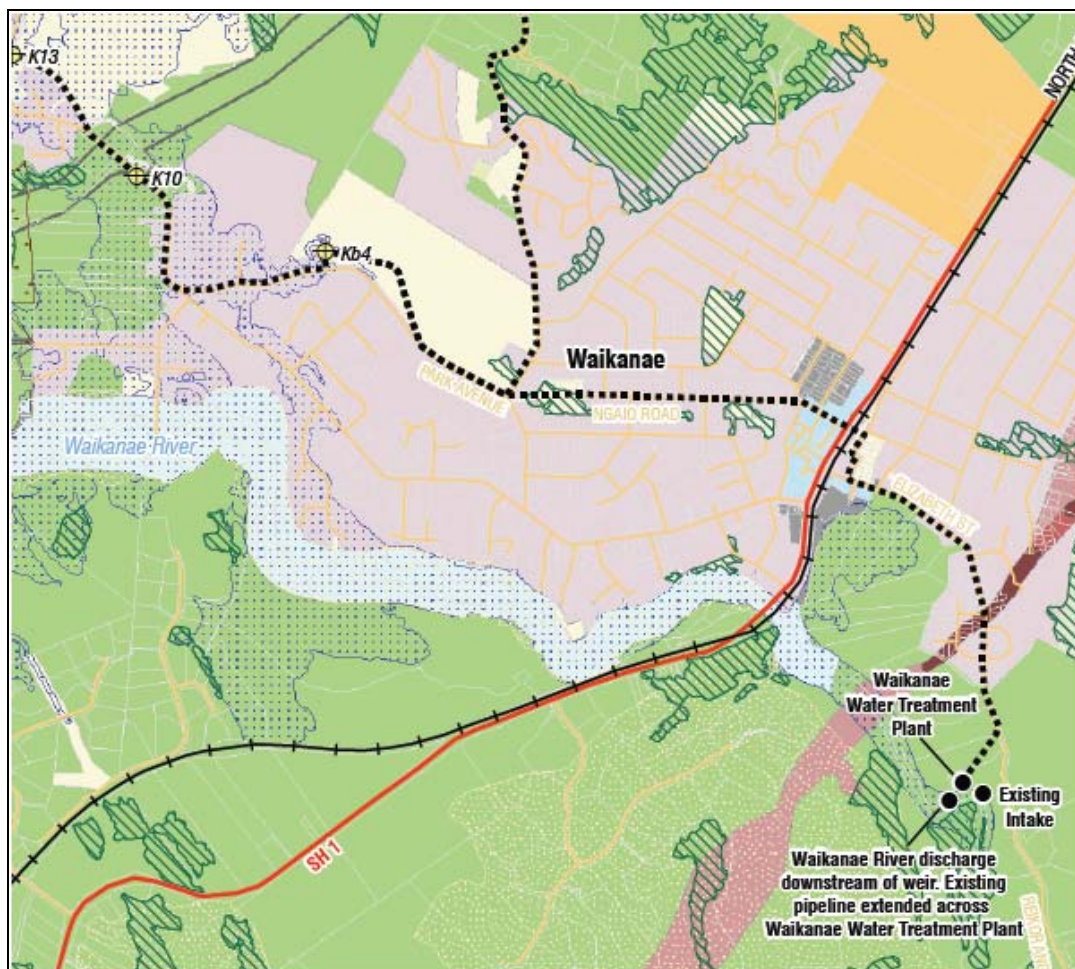 K13
NORTH
K10
Kb4
Waikanae
PARK AVENUE
NGAIO ROAD
Waikanae River
ELIZABETH ST
Waikanae
Water Treatment
Plant
Existing
Intake
SH 1
Waikanae River discharge
downstream of weir. Existing
pipeline extended across
Waikanae Water Treatment Plant